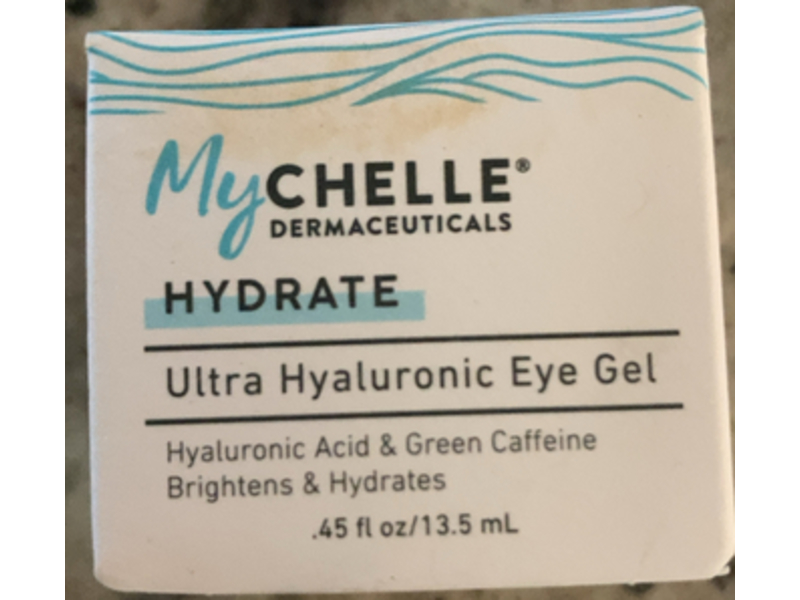 MyCHELLE®
DERMACEUTICALS
HYDRATE
Ultra Hyaluronic Eye Gel
Hyaluronic Acid & Green Caffeine
Brightens & Hydrates
.45 fl oz/13.5 mL